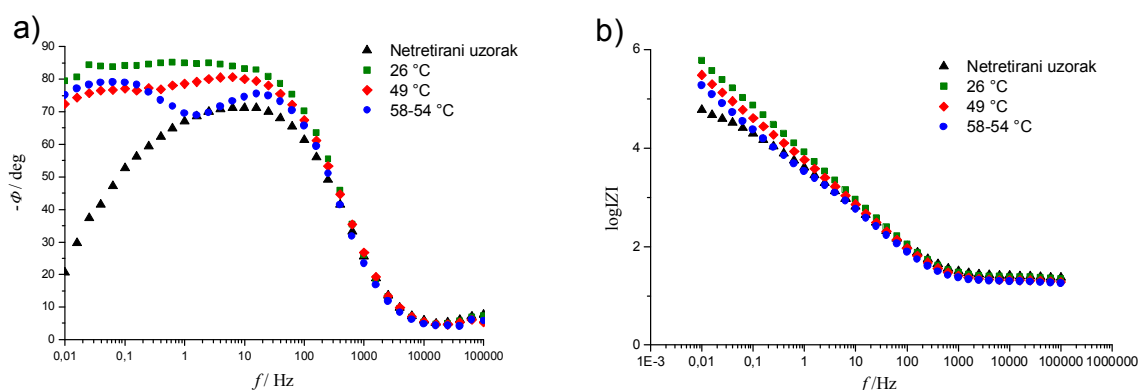 a)
90
80
70
60
50
40
30
20
10
0
-Φ / deg
0,01 0,1 1 10 100 1000 10000 100000
f / Hz
Netretirani uzorak
26 °C
49 °C
58-54 °C
b)
6
4
2
0
logIZI
1E-3 0,01 0,1 1 10 100 1000 10000 100000 1000000
f /Hz
Netretirani uzorak
26 °C
49 °C
58-54 °C